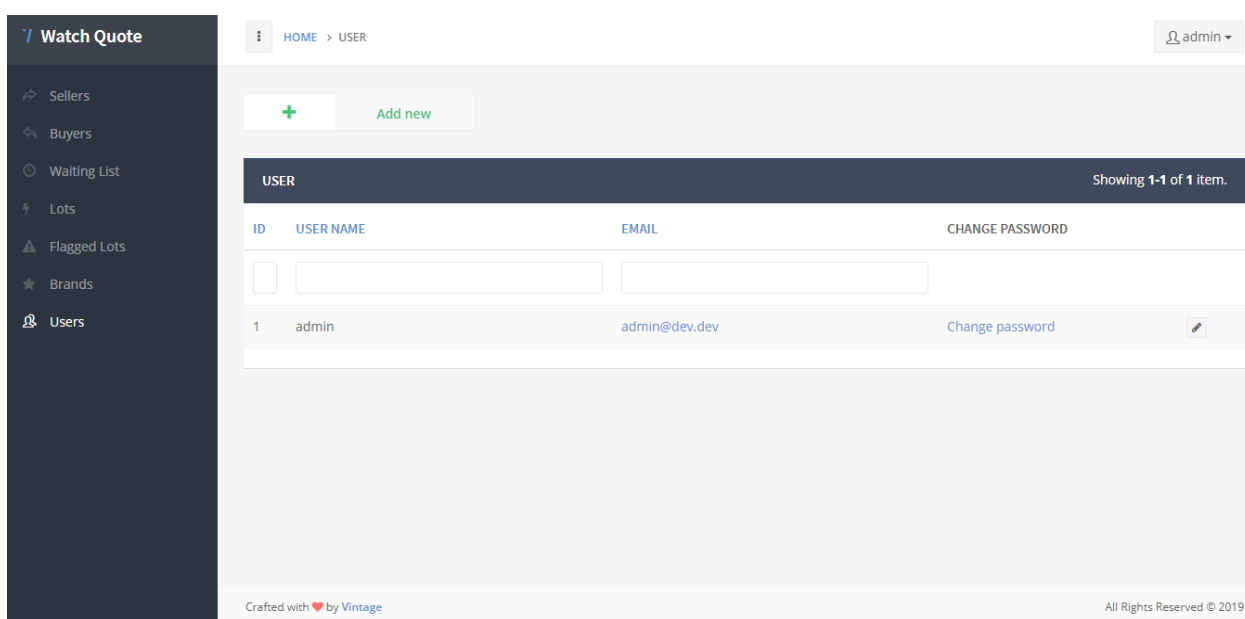 Watch Quote
HOME > USER
admin
Sellers
Buyers
Waiting List
Lots
Flagged Lots
Brands
Users
+ Add new
USER
Showing 1-1 of 1 item.
ID USER NAME EMAIL CHANGE PASSWORD
1 admin admin@dev.dev Change password
Crafted with ❤ by Vintage
All Rights Reserved © 2019